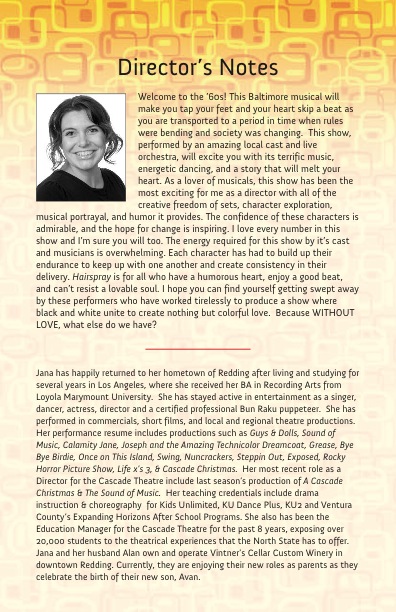 Director's Notes
Welcome to the '60s! This Baltimore musical will
make you tap your feet and your heart skip a beat as
you are transported to a period in time when rules
were bending and society was changing. This show,
performed by an amazing local cast and live
orchestra, will excite you with its terrific music,
energetic dancing, and a story that will melt your
heart. As a lover of musicals, this show has been the
most exciting for me as a director with all of the
creative freedom of sets, character exploration,
musical portrayal, and humor it provides. The confidence of these characters is
admirable, and the hope for change is inspiring. I love every number in this
show and I'm sure you will too. The energy required for this show by it's cast
and musicians is overwhelming. Each character has had to build up their
endurance to keep up with one another and create consistency in their
delivery. Hairspray is for all who have a humorous heart, enjoy a good beat,
and can't resist a lovable soul. I hope you can find yourself getting swept away
by these performers who have worked tirelessly to produce a show where
black and white unite to create nothing but colorful love. Because WITHOUT
LOVE, what else do we have?
Jana has happily returned to her hometown of Redding after living and studying for
several years in Los Angeles, where she received her BA in Recording Arts from
Loyola Marymount University. She has stayed active in entertainment as a singer,
dancer, actress, director and a certified professional Bun Raku puppeteer. She has
performed in commercials, short films, and local and regional theatre productions.
Her performance resume includes productions such as Guys & Dolls, Sound of
Music, Calamity Jane, Joseph and the Amazing Technicolor Dreamcoat, Grease, Bye
Bye Birdie, Once on This Island, Swing, Nuncrackers, Steppin Out, Exposed, Rocky
Horror Picture Show, Life x's 3, & Cascade Christmas. Her most recent role as a
Director for the Cascade Theatre include last season's production of A Cascade
Christmas & The Sound of Music. Her teaching credentials include drama
instruction & choreography for Kids Unlimited, KU Dance Plus, KU2 and Ventura
County's Expanding Horizons After School Programs. She also has been the
Education Manager for the Cascade Theatre for the past 8 years, exposing over
20,000 students to the theatrical experiences that the North State has to offer.
Jana and her husband Alan own and operate Vintner's Cellar Custom Winery in
downtown Redding. Currently, they are enjoying their new roles as parents as they
celebrate the birth of their new son, Avan.